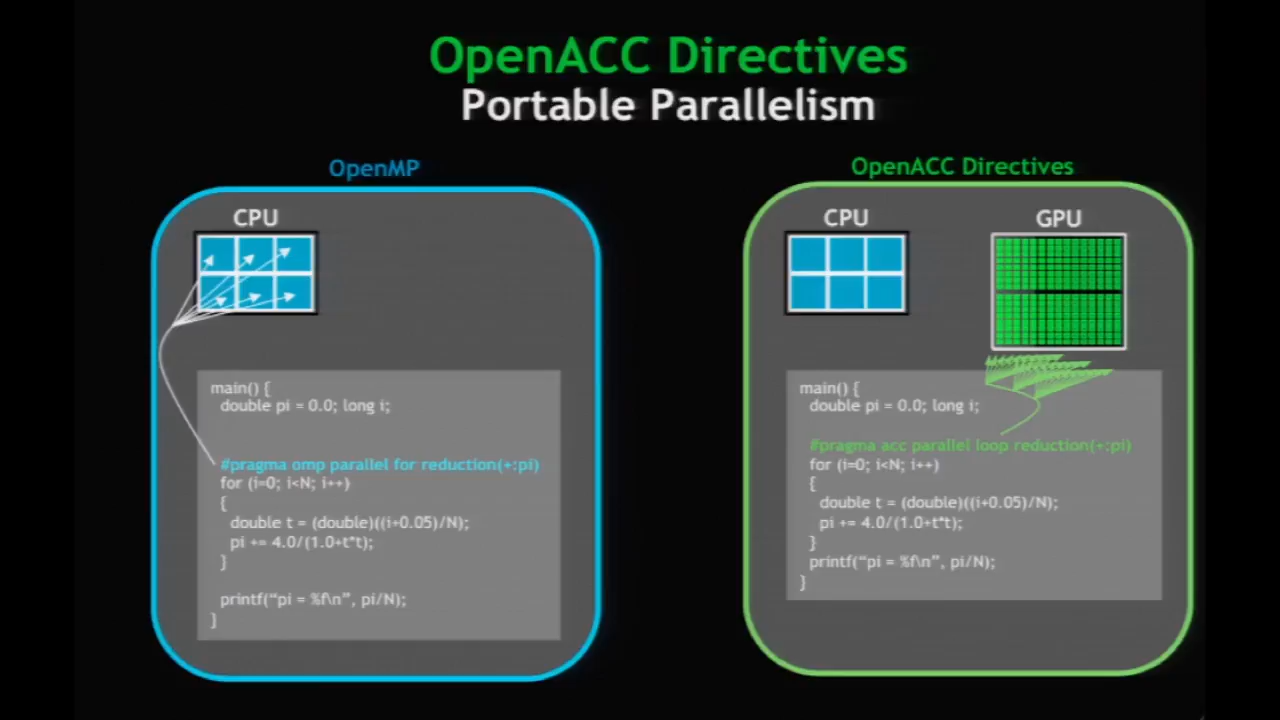 OpenACC Directives
Portable Parallelism
OpenMP
CPU
main() {
double pi = 0.0; long i;
#pragma omp parallel for reduction(+:pi)
for (i=0; i<N; i++)
{
double t = (double)((i+0.05)/N);
pi += 4.0/(1.0+t*t);
}
printf(“pi = %f\n”, pi/N);
}
OpenACC Directives
CPU
GPU
main() {
double pi = 0.0; long i;
#pragma acc parallel loop reduction(+:pi)
for (i=0; i<N; i++)
{
double t = (double)((i+0.05)/N);
pi += 4.0/(1.0+t*t);
}
printf(“pi = %f\n”, pi/N);
}